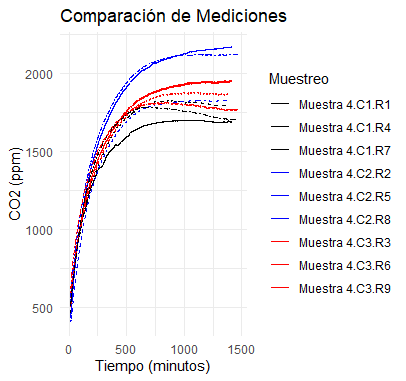 Comparación de Mediciones
CO2 (ppm)
2000
1500
1000
500
0
500
1000
1500
Tiempo (minutos)
Muestreo
Muestra 4.C1.R1
Muestra 4.C1.R4
Muestra 4.C1.R7
Muestra 4.C2.R2
Muestra 4.C2.R5
Muestra 4.C2.R8
Muestra 4.C3.R3
Muestra 4.C3.R6
Muestra 4.C3.R9